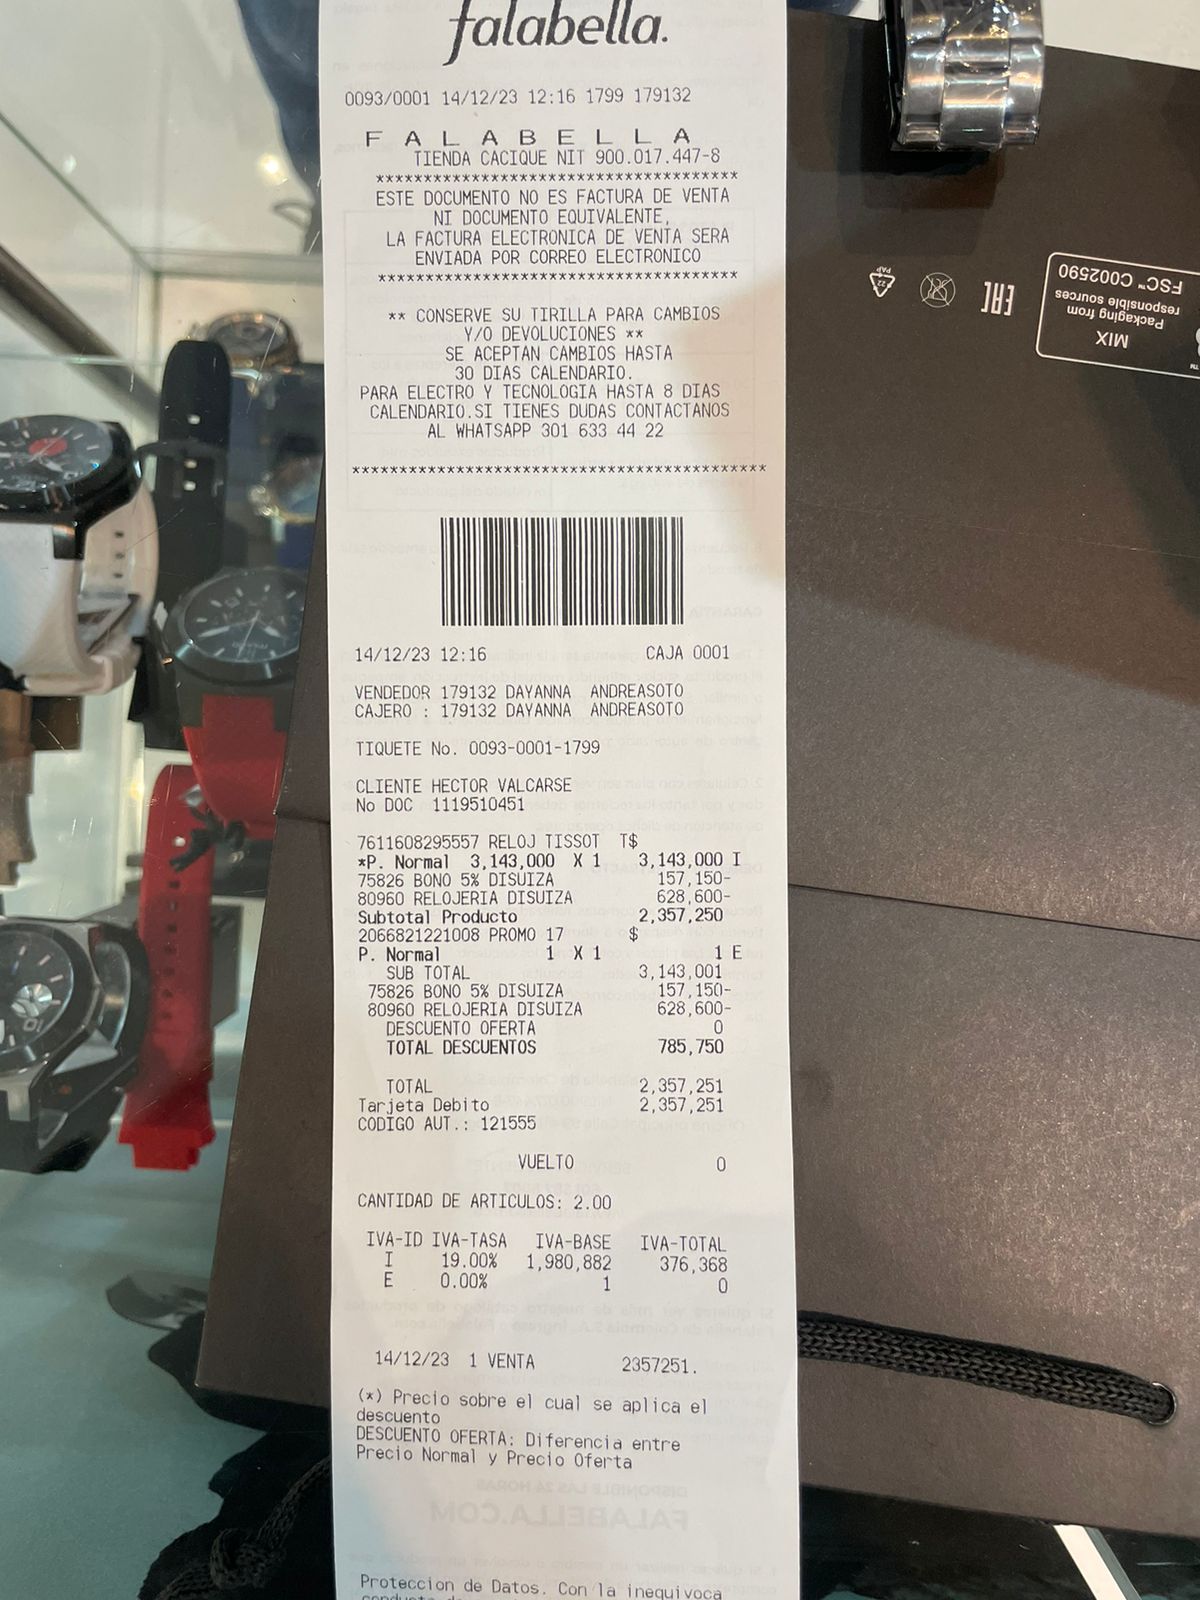 falabella.
0093/0001 14/12/23 12:16 1799 179132
F A L A B E L L A
TIENDA CACIQUE NIT 900.017.447-8
**************************************
ESTE DOCUMENTO NO ES FACTURA DE VENTA
NI DOCUMENTO EQUIVALENTE,
LA FACTURA ELECTRONICA DE VENTA SERA
ENVIADA POR CORREO ELECTRONICO
**************************************
** CONSERVE SU TIRILLA PARA CAMBIOS
Y/O DEVOLUCIONES **
SE ACEPTAN CAMBIOS HASTA
30 DIAS CALENDARIO.
PARA ELECTRO Y TECNOLOGIA HASTA 8 DIAS
CALENDARIO.SI TIENES DUDAS CONTACTANOS
AL WHATSAPP 301 633 44 22
********************************************
14/12/23 12:16 CAJA 0001
VENDEDOR 179132 DAYANNA ANDREASOTO
CAJERO : 179132 DAYANNA ANDREASOTO
TIQUETE No. 0093-0001-1799
CLIENTE HECTOR VALCARSE
No DOC 1119510451
7611608295557 RELOJ TISSOT T$
*P. Normal 3,143,000 X 1 3,143,000 I
75826 BONO 5% DISUIZA 157,150-
80960 RELOJERIA DISUIZA 628,600-
Subtotal Producto 2,357,250
2066821221008 PROMO 17 $
P. Normal 1 X 1 1 E
SUB TOTAL 3,143,001
75826 BONO 5% DISUIZA 157,150-
80960 RELOJERIA DISUIZA 628,600-
DESCUENTO OFERTA 0
TOTAL DESCUENTOS 785,750
TOTAL 2,357,251
Tarjeta Debito 2,357,251
CODIGO AUT.: 121555
VUELTO 0
CANTIDAD DE ARTICULOS: 2.00
IVA-ID IVA-TASA IVA-BASE IVA-TOTAL
I 19.00% 1,980,882 376,368
E 0.00% 1 0
14/12/23 1 VENTA 2357251.
(*) Precio sobre el cual se aplica el
descuento
DESCUENTO OFERTA: Diferencia entre
Precio Normal y Precio Oferta
FALABELLA.COM
Proteccion de Datos. Con la inequivoca
MIX
Packaging from
responsible sources
FSC™ C002590
EAC
22
PAP